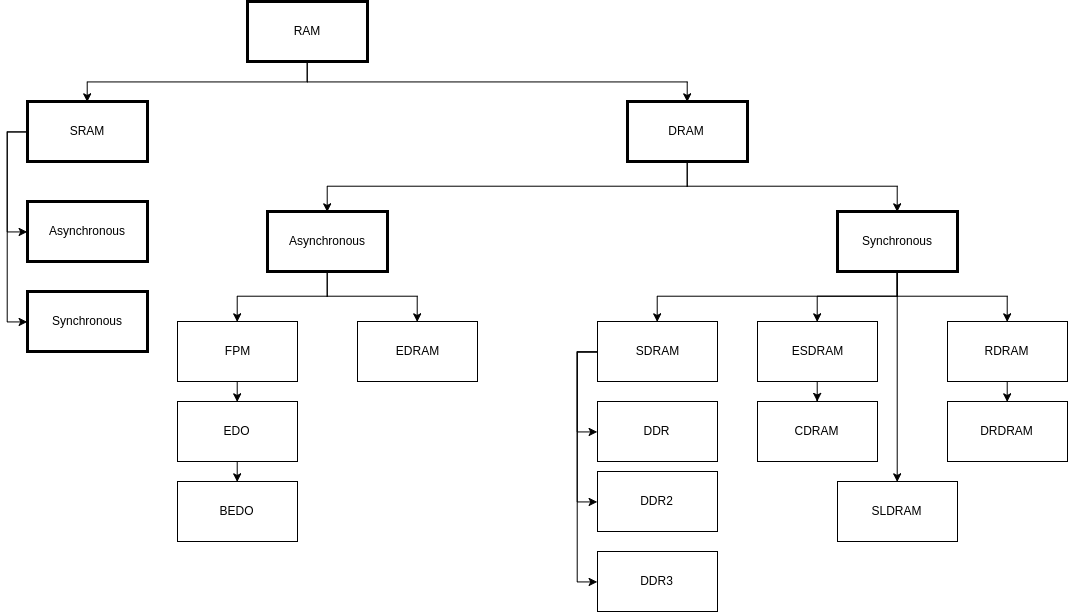 RAM
SRAM
DRAM
Asynchronous
Asynchronous
Synchronous
Synchronous
FPM
EDRAM
SDRAM
ESDRAM
RDRAM
EDO
DDR
CDRAM
DRDRAM
BEDO
DDR2
SLDRAM
DDR3